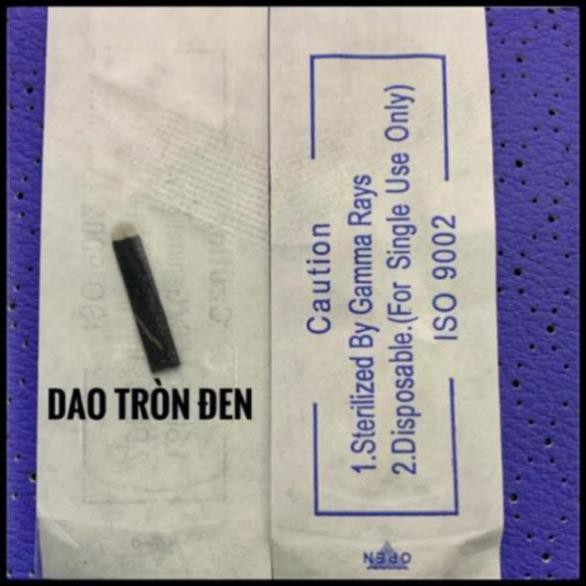 DAO TRÒN ĐEN
Caution
1.Sterilized By Gamma Rays
2.Disposable.(For Single Use Only)
ISO 9002
OPEN